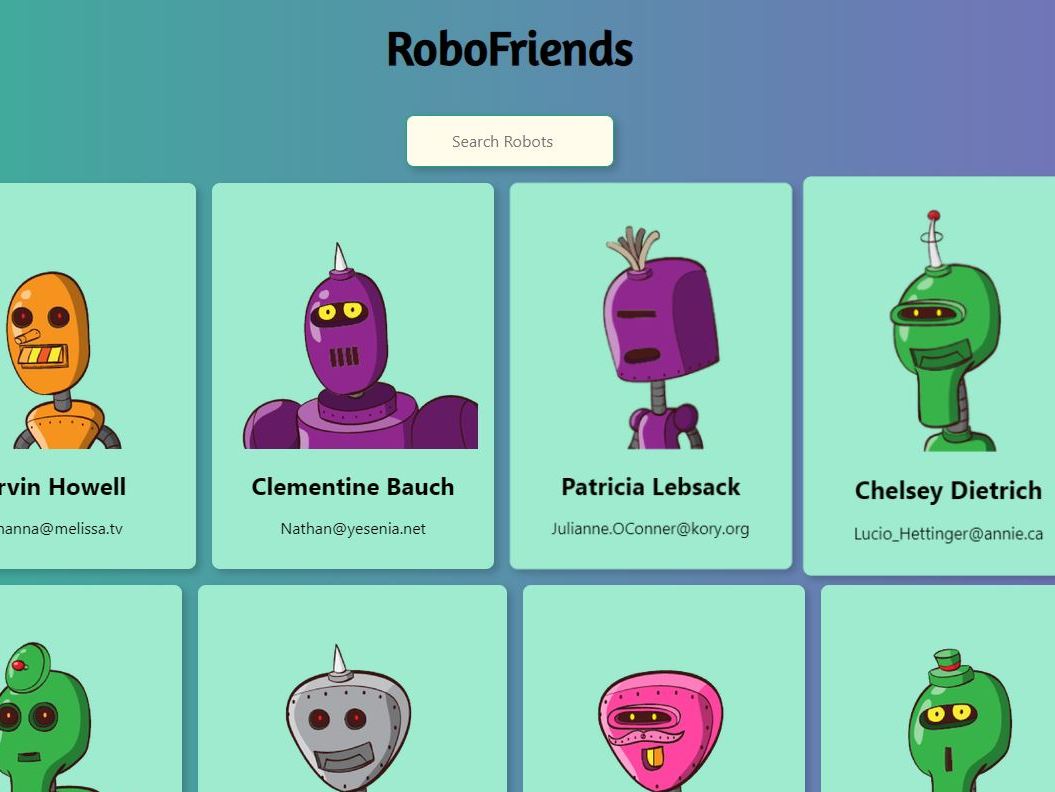 RoboFriends
Search Robots
rvin Howell
Clementine Bauch
Patricia Lebsack
Chelsey Dietrich
nanna@melissa.tv
Nathan@yesenia.net
Julianne.OConner@kory.org
Lucio_Hettinger@annie.ca